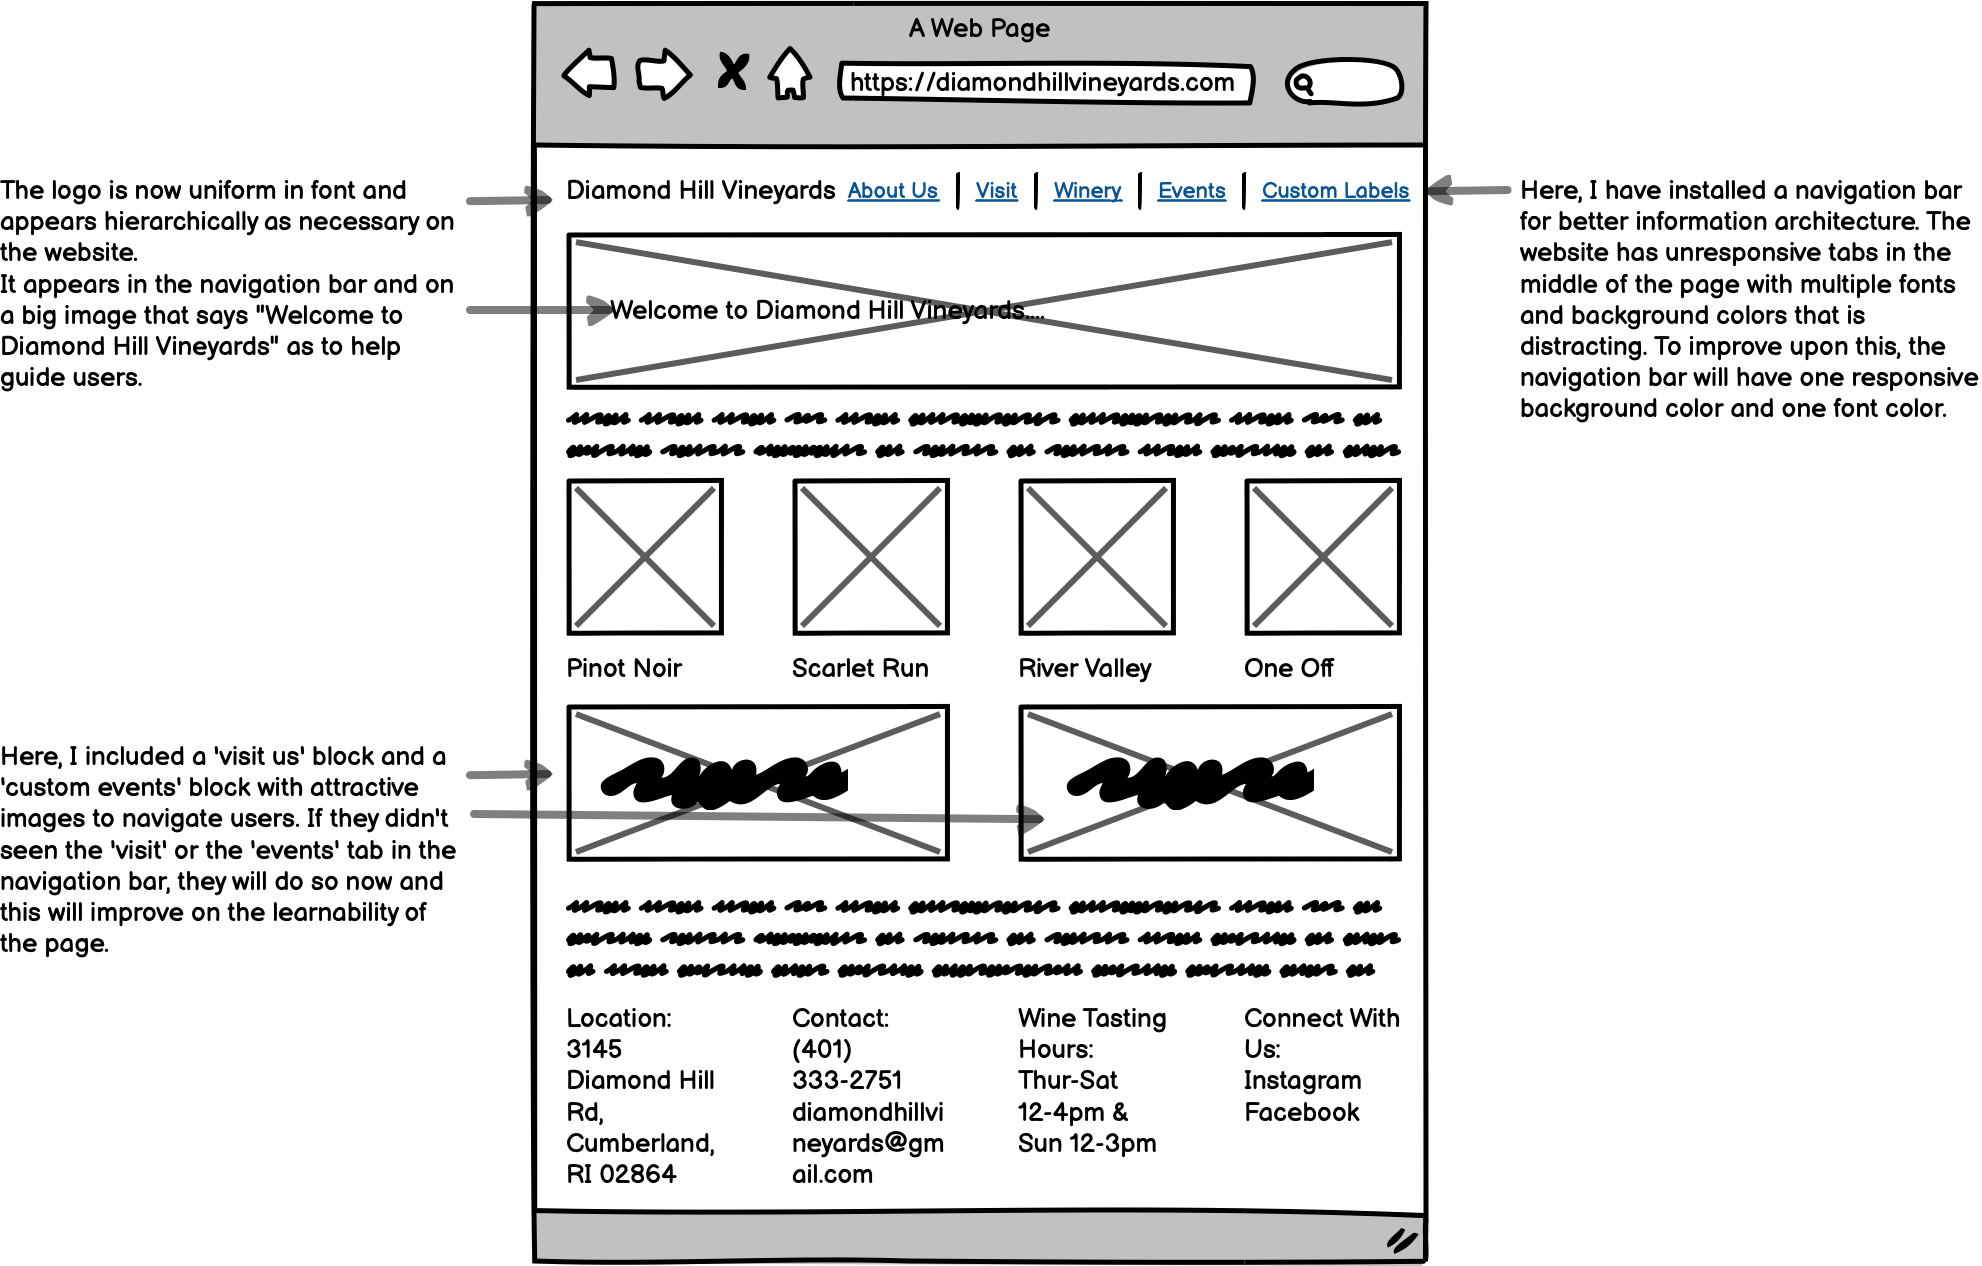 A Web Page
https://diamondhillvineyards.com
The logo is now uniform in font and
appears hierarchically as necessary on
the website.
It appears in the navigation bar and on
a big image that says "Welcome to
Diamond Hill Vineyards" as to help
guide users.
Diamond Hill Vineyards About Us Visit Winery Events Custom Labels
Here, I have installed a navigation bar
for better information architecture. The
website has unresponsive tabs in the
middle of the page with multiple fonts
and background colors that is
distracting. To improve upon this, the
navigation bar will have one responsive
background color and one font color.
Welcome to Diamond Hill Vineyards....
Pinot Noir
Scarlet Run
River Valley
One Off
Here, I included a 'visit us' block and a
'custom events' block with attractive
images to navigate users. If they didn't
seen the 'visit' or the 'events' tab in the
navigation bar, they will do so now and
this will improve on the learnability of
the page.
Location:
3145
Diamond Hill
Rd,
Cumberland,
RI 02864
Contact:
(401)
333-2751
diamondhillvi
neyards@gm
ail.com
Wine Tasting
Hours:
Thur-Sat
12-4pm &
Sun 12-3pm
Connect With
Us:
Instagram
Facebook